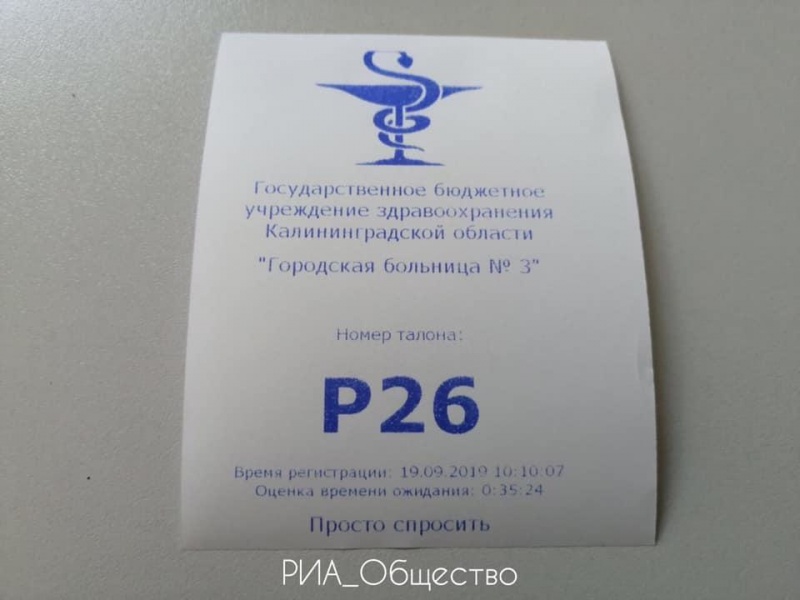 Государственное бюджетное
учреждение здравоохранения
Калининградской области
"Городская больница № 3"
Номер талона:
Р26
Время регистрации: 19.09.2019 10:10:07
Оценка времени ожидания: 0:35:24
Просто спросить
РИА_Общество